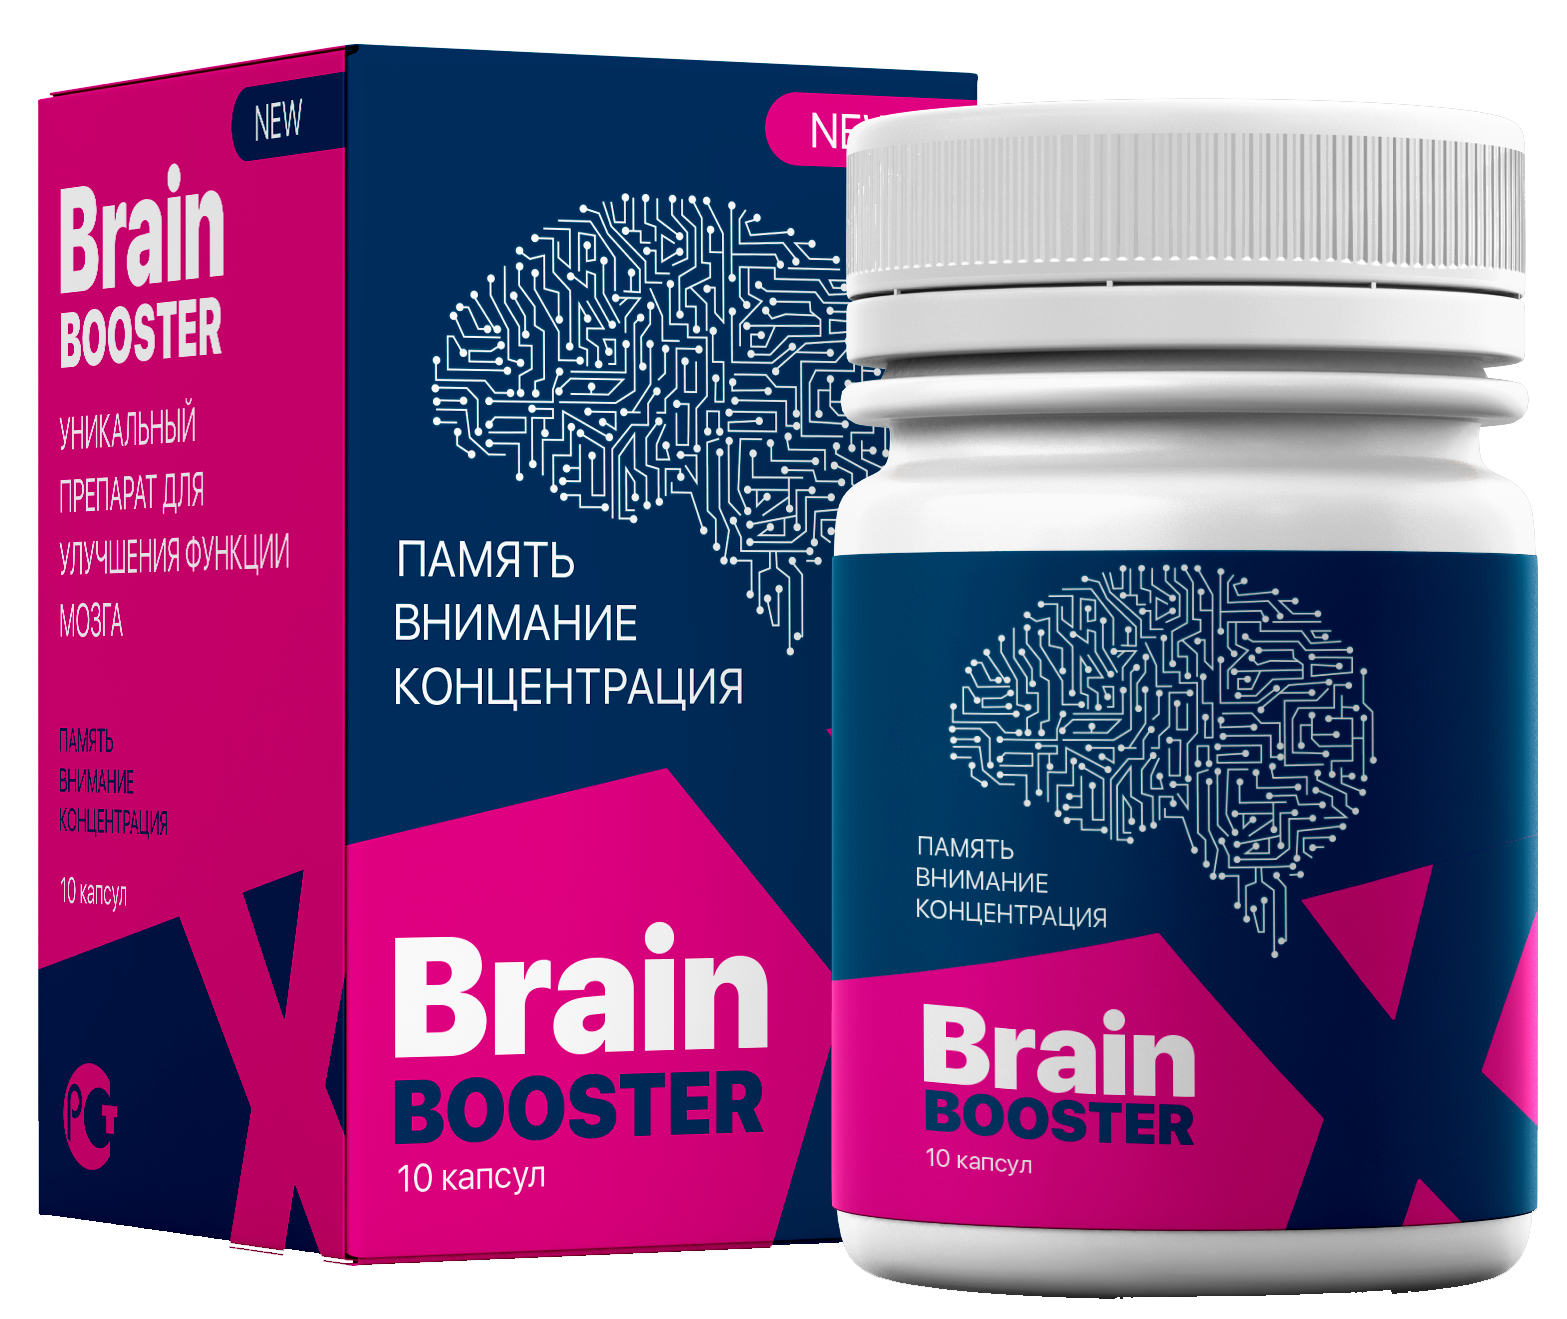 NEW
Brain
BOOSTER
УНИКАЛЬНЫЙ
ПРЕПАРАТ ДЛЯ
УЛУЧШЕНИЯ ФУНКЦИИ
МОЗГА
ПАМЯТЬ
ВНИМАНИЕ
КОНЦЕНТРАЦИЯ
10 капсул
РСТ
ПАМЯТЬ
ВНИМАНИЕ
КОНЦЕНТРАЦИЯ
Brain
BOOSTER
10 капсул
ПАМЯТЬ
ВНИМАНИЕ
КОНЦЕНТРАЦИЯ
Brain
BOOSTER
10 капсул